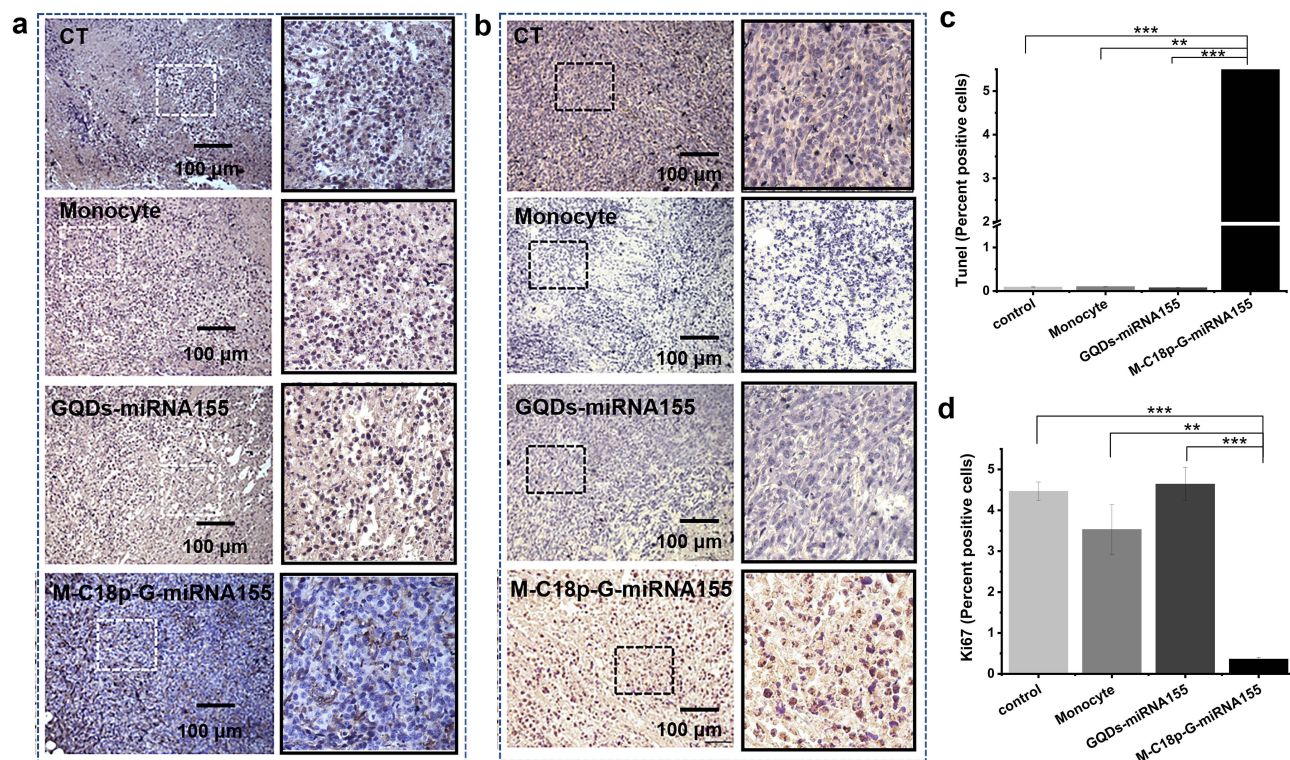 a
CT
100 µm
Monocyte
100 µm
GQDs-miRNA155
100 µm
M-C18p-G-miRNA155
100 µm
b
CT
100 µm
Monocyte
100 µm
GQDs-miRNA155
100 µm
M-C18p-G-miRNA155
100 µm
c
***
**
***
Tunel (Percent positive cells)
5
4
3
2
2
1
0
control
Monocyte
GQDs-miRNA155
M-C18p-G-miRNA155
d
***
**
***
Ki67 (Percent positive cells)
5
4
3
2
1
0
control
Monocyte
GQDs-miRNA155
M-C18p-G-miRNA155